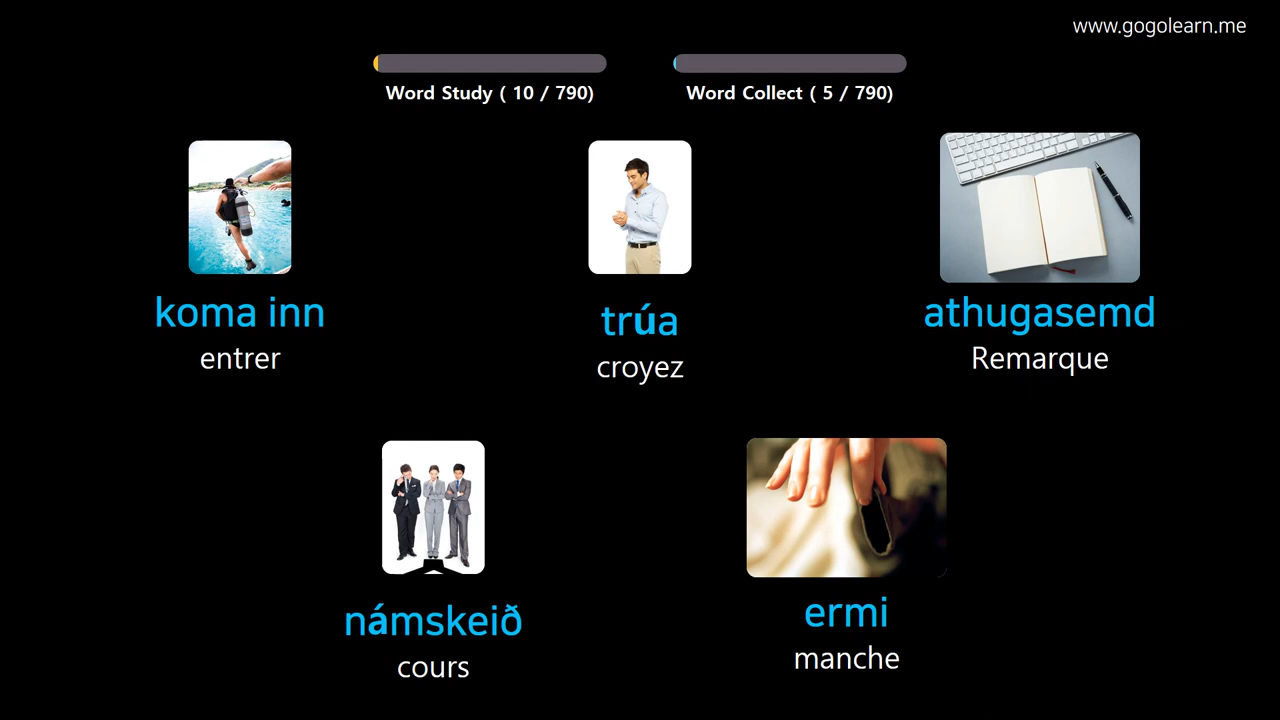 www.gogolearn.me
Word Study ( 10 / 790)
Word Collect ( 5 / 790)
koma inn
entrer
trúa
croyez
athugasemd
Remarque
námskeið
cours
ermi
manche